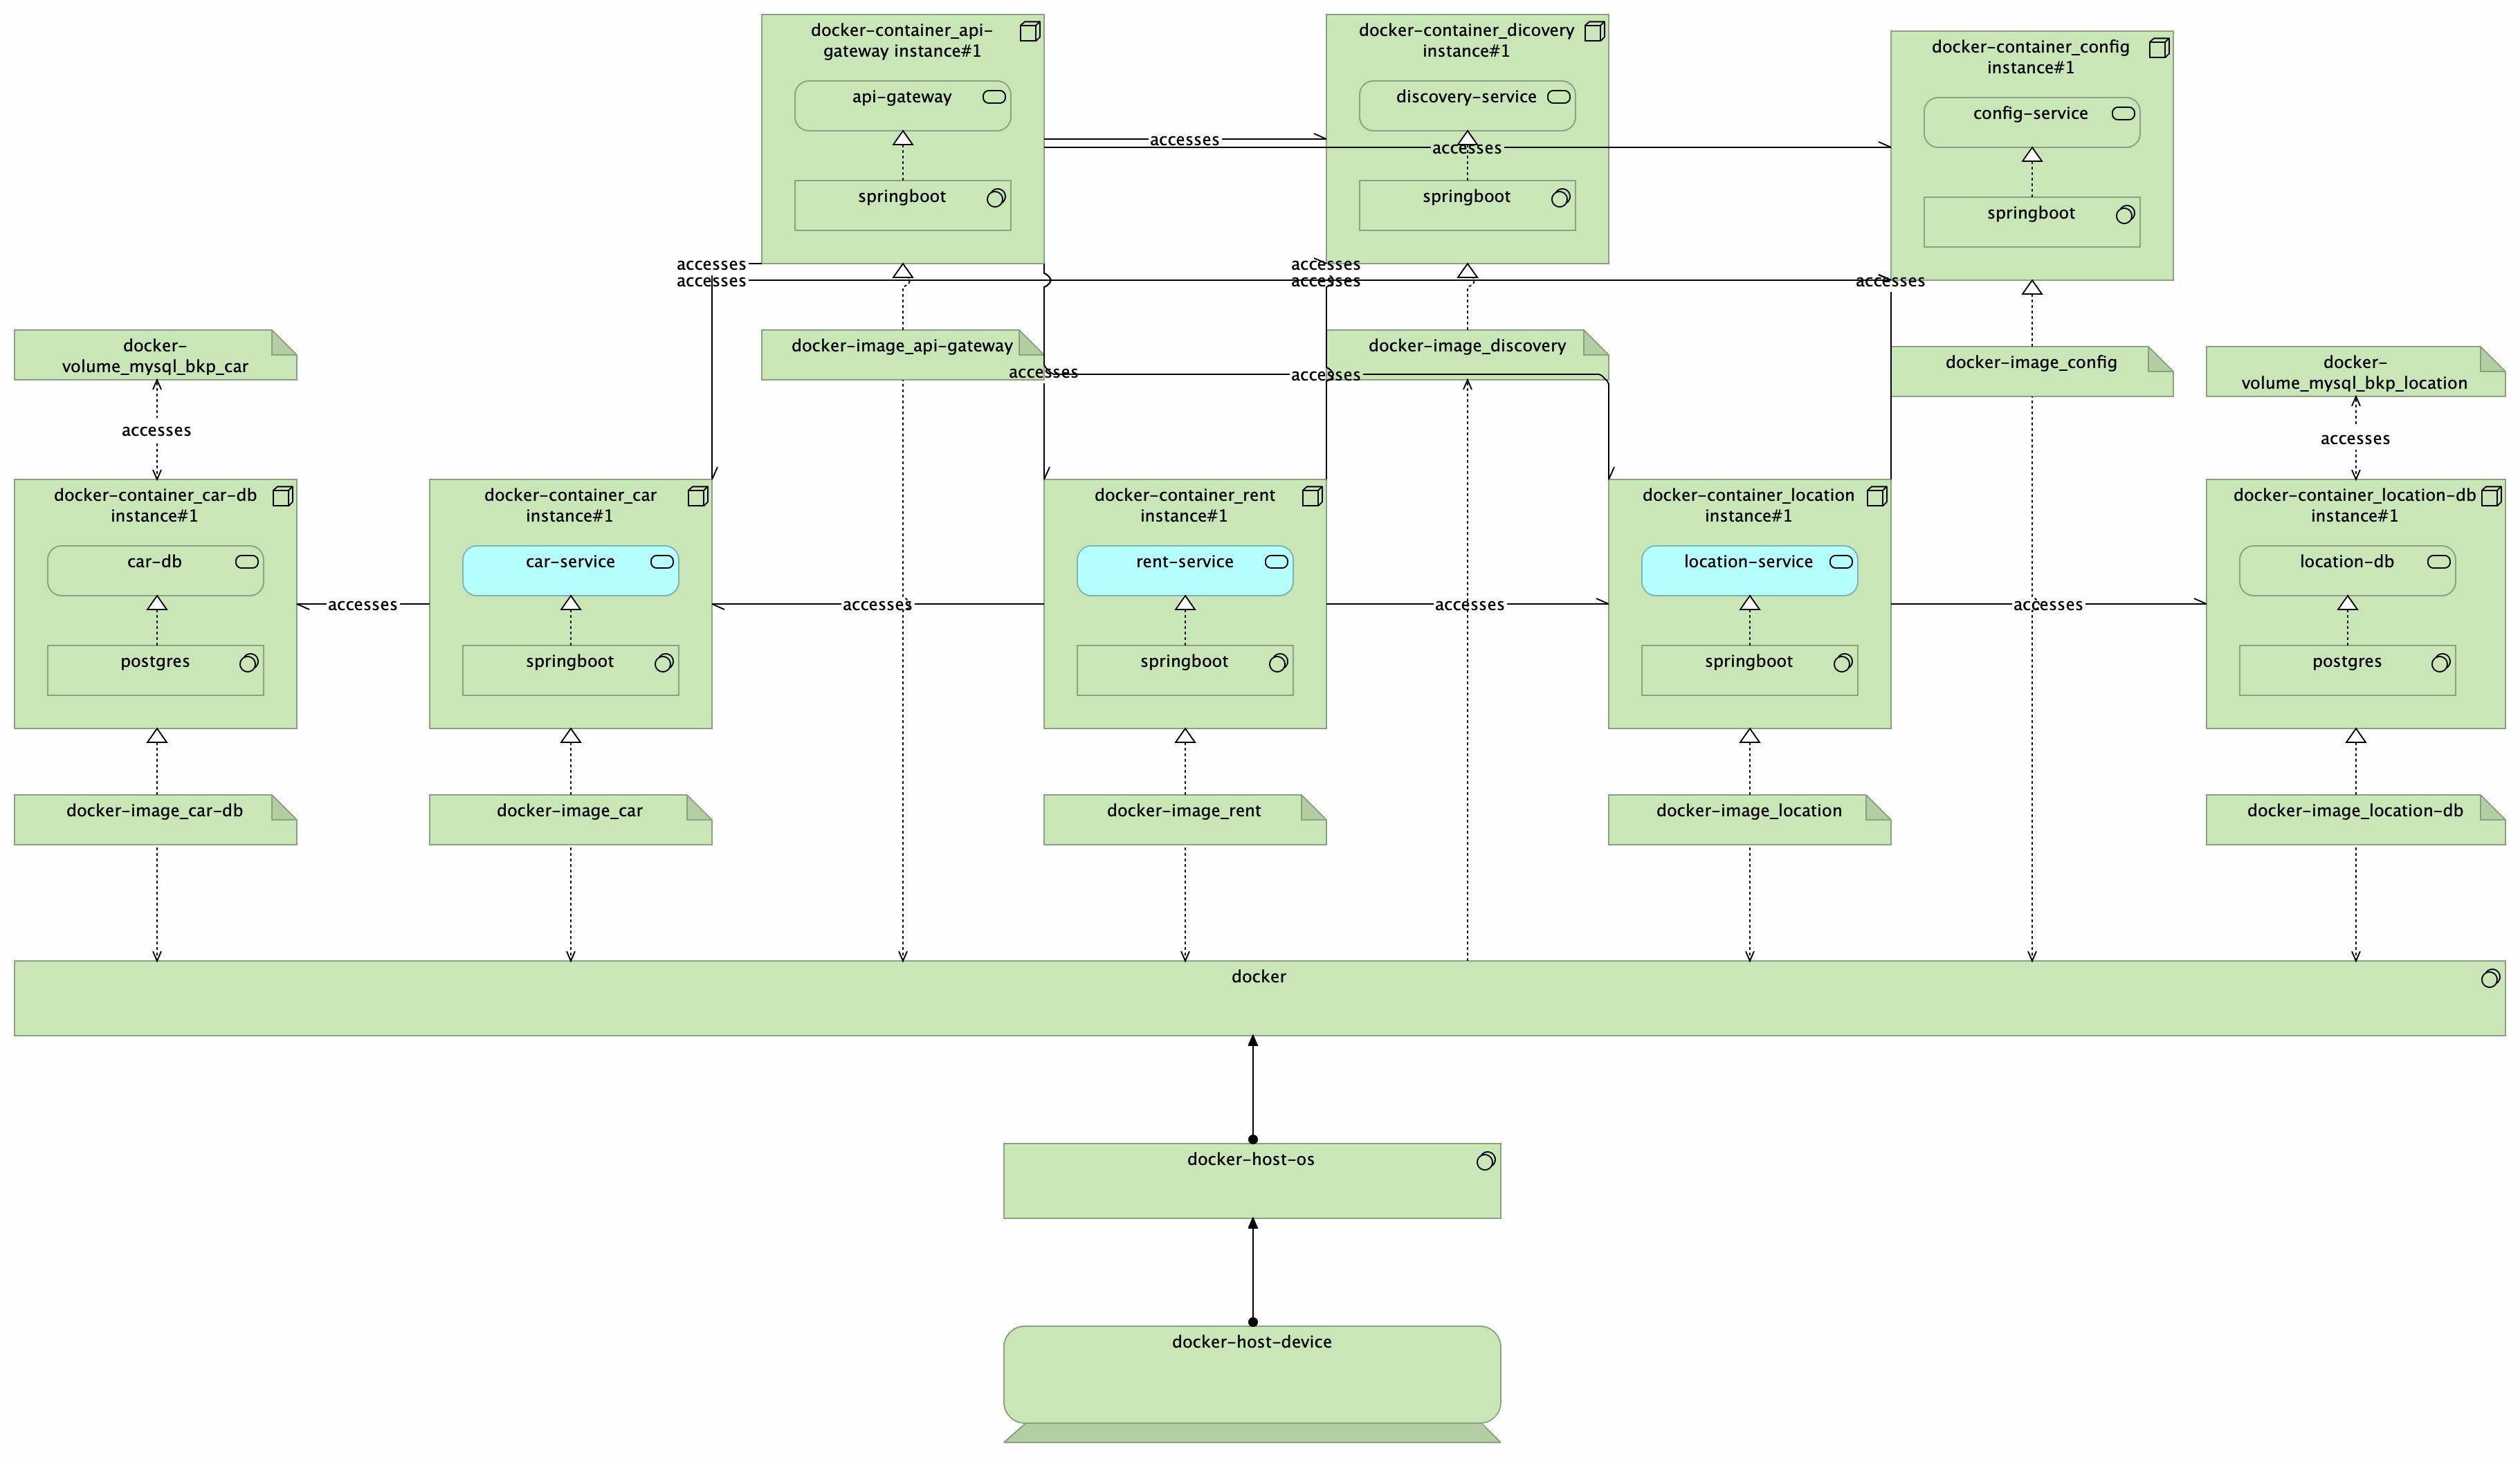 docker-container_api-
gateway instance#1
docker-container_dicovery
instance#1
docker-container_config
instance#1
api-gateway
discovery-service
config-service
accesses
accesses
springboot
springboot
springboot
accesses
accesses
accesses
accesses
accesses
docker-
volume_mysql_bkp_car
docker-image_api-gateway
docker-image_discovery
docker-image_config
docker-
volume_mysql_bkp_location
accesses
accesses
accesses
accesses
docker-container_car-db
instance#1
docker-container_car
instance#1
docker-container_rent
instance#1
docker-container_location
instance#1
docker-container_location-db
instance#1
car-db
car-service
rent-service
location-service
location-db
accesses
accesses
accesses
accesses
postgres
springboot
springboot
springboot
postgres
docker-image_car-db
docker-image_car
docker-image_rent
docker-image_location
docker-image_location-db
docker
docker-host-os
docker-host-device